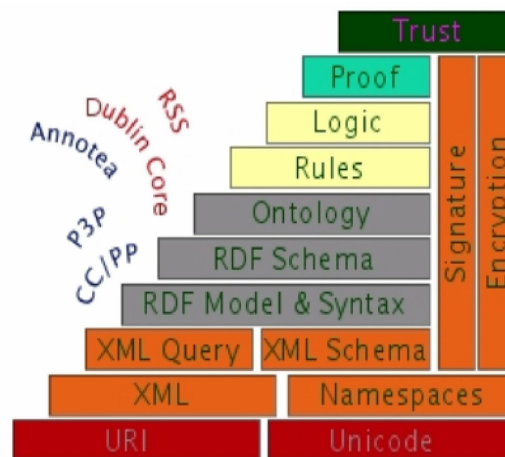 Trust
Proof
Logic
Rules
Ontology
RDF Schema
RDF Model & Syntax
XML Query XML Schema
XML Namespaces
URI Unicode
Signature
Encryption
RSS
Dublin Core
Annotea
P3P
CC/PP